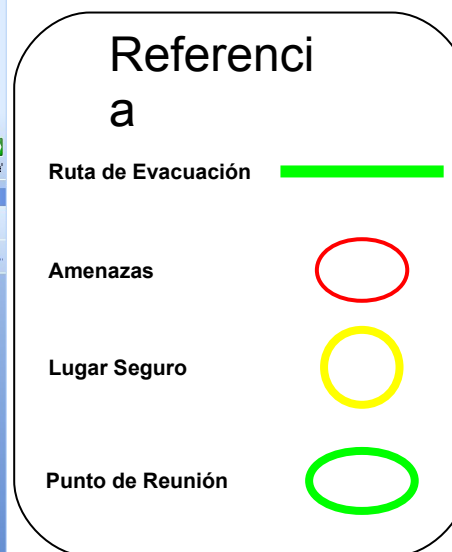 Referenci
a
Ruta de Evacuación
Amenazas
Lugar Seguro
Punto de Reunión